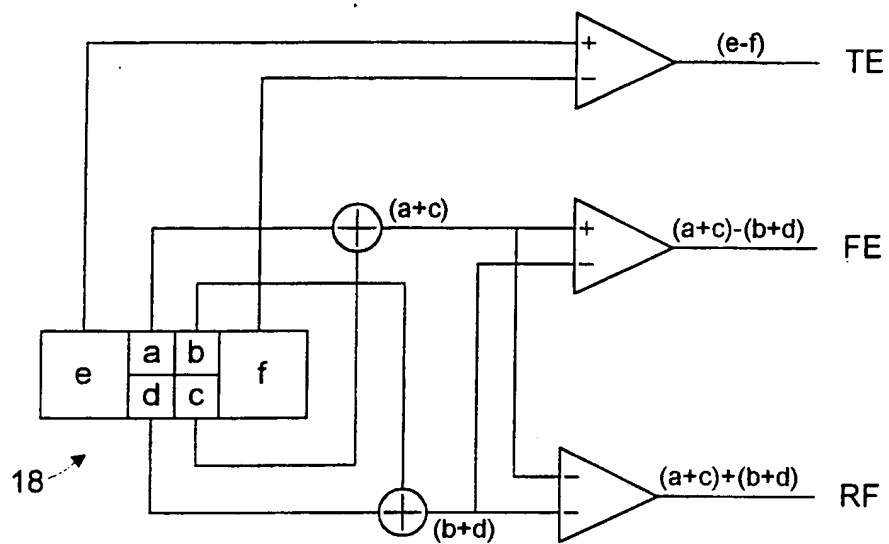 (e-f)
+
−
TE
(a+c)
+
−
(a+c)-(b+d)
FE
e
a
b
f
d
c
18
−
−
(a+c)+(b+d)
RF
(b+d)